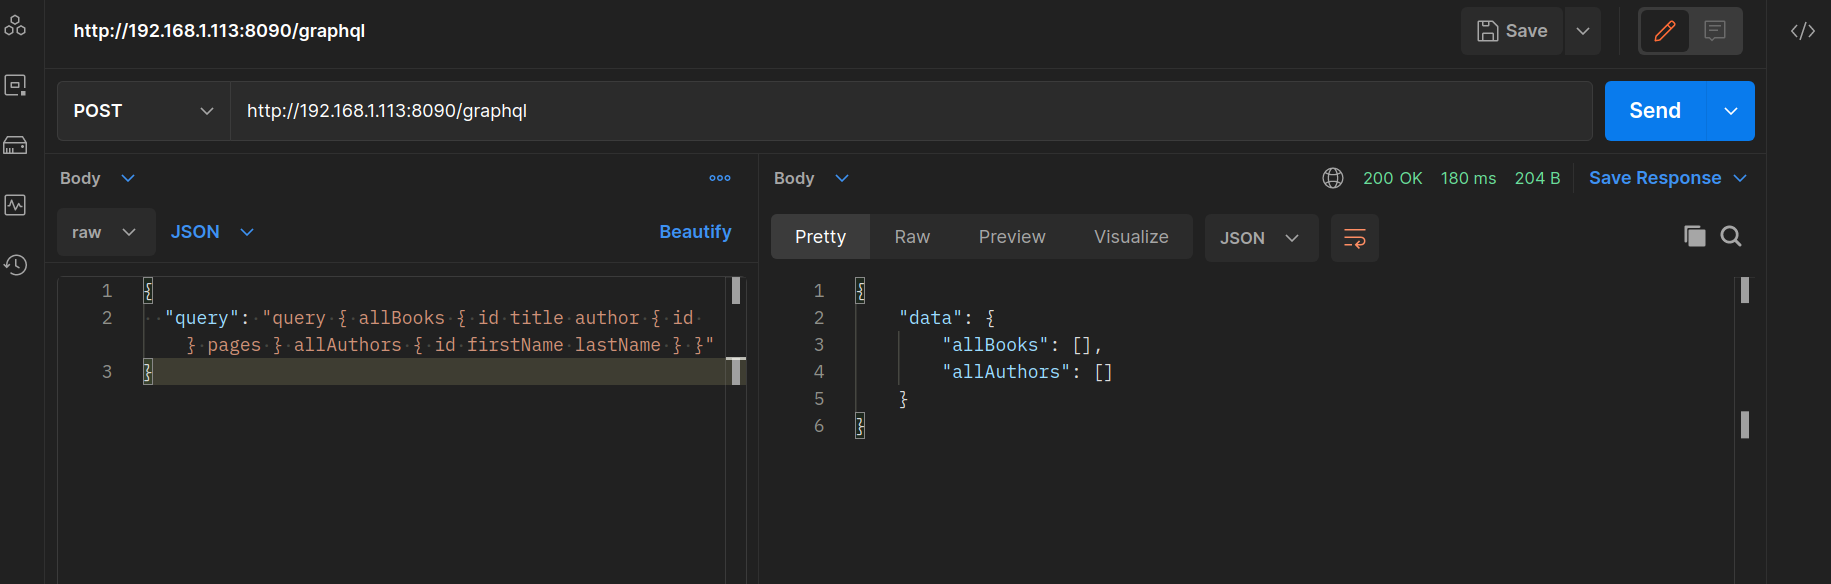 http://192.168.1.113:8090/graphql
Save
POST
http://192.168.1.113:8090/graphql
Send
Body
raw
JSON
Beautify
1 {
2 "query": "query { allBooks { id title author { id
} pages } allAuthors { id firstName lastName } }"
3 }
Body
200 OK 180 ms 204 B Save Response
Pretty Raw Preview Visualize JSON
1 {
2 "data": {
3 "allBooks": [],
4 "allAuthors": []
5 }
6 }